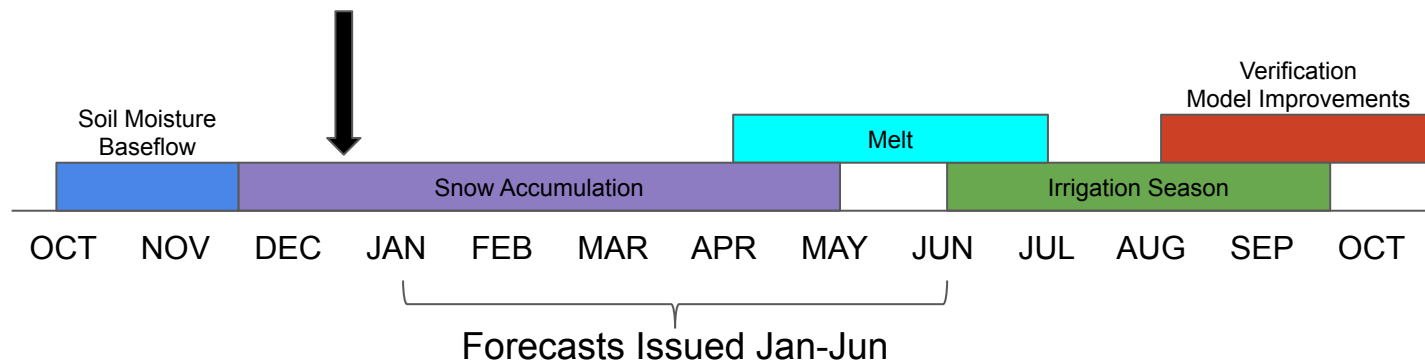 Verification
Model Improvements
Soil Moisture
Baseflow
Melt
Snow Accumulation
Irrigation Season
OCT NOV DEC JAN FEB MAR APR MAY JUN JUL AUG SEP OCT
Forecasts Issued Jan-Jun